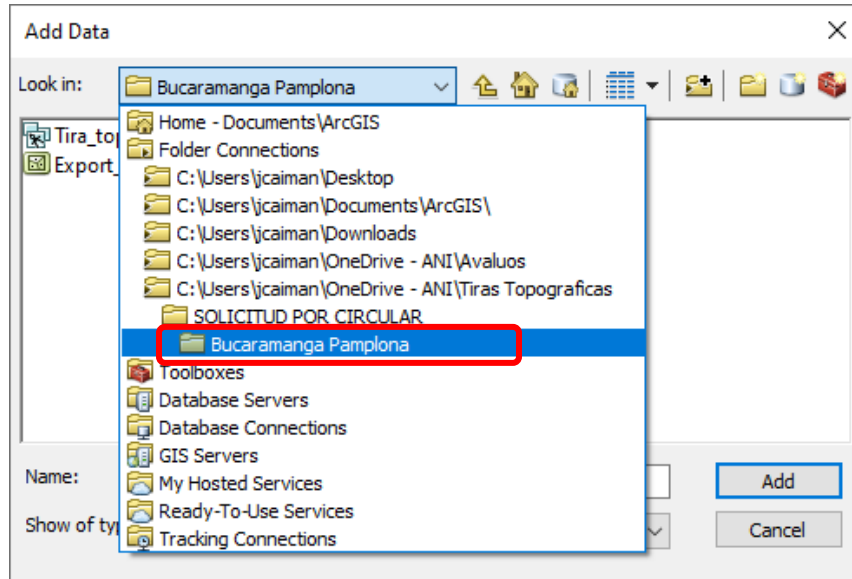 Add Data
Look in: Bucaramanga Pamplona
Home - Documents\ArcGIS
Folder Connections
C:\Users\jcaiman\Desktop
C:\Users\jcaiman\Documents\ArcGIS\
C:\Users\jcaiman\Downloads
C:\Users\jcaiman\OneDrive - ANI\Avaluos
C:\Users\jcaiman\OneDrive - ANI\Tiras Topograficas
SOLICITUD POR CIRCULAR
Bucaramanga Pamplona
Toolboxes
Database Servers
Database Connections
GIS Servers
My Hosted Services
Ready-To-Use Services
Tracking Connections
Tira_to
Export_
Name:
Add
Show of ty
Cancel